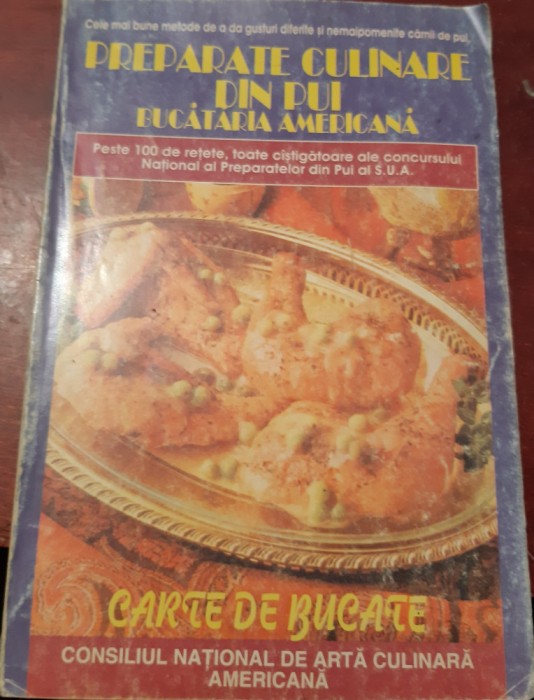 Cele mai bune metode de a da gusturi diferite și nemaipomenite cărnii de pui.
PREPARATE CULINARE
DIN PUI
BUCĂTARIA AMERICANĂ
Peste 100 de rețete, toate cîstigătoare ale concursului
Național al Preparatelor din Pui al S.U.A.
CARTE DE BUCATE
CONSILIUL NAȚIONAL DE ARTĂ CULINARĂ
AMERICANĂ